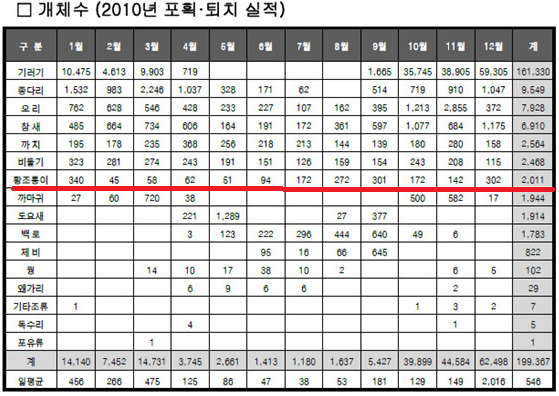 □ 개체수 (2010년 포획·퇴치 실적)
구 분 1월 2월 3월 4월 5월 6월 7월 8월 9월 10월 11월 12월 계
기러기 10.475 4.613 9.903 719 1.665 35.745 38.905 59.305 161.330
종다리 1.532 983 2.246 1.037 328 171 62 514 719 910 1.047 9.549
오리 762 628 546 428 233 227 107 162 395 1.213 2.855 372 7.928
참새 485 664 734 606 164 191 172 361 597 1.077 684 1.175 6.910
까치 195 178 235 368 256 218 213 144 139 180 280 158 2.564
비둘기 323 281 274 243 191 151 126 159 154 243 208 115 2.468
황조롱이 340 45 58 62 51 94 172 272 301 172 142 302 2.011
까마귀 27 60 720 38 500 582 17 1.944
도요새 221 1.289 27 377 1.914
백로 3 123 222 296 444 640 49 6 1.783
제비 95 16 66 645 822
꿩 14 10 17 38 10 2 6 5 102
왜가리 6 9 6 6 2 29
기타조류 1 1 3 2 7
독수리 4 1 5
포유류 1 1
계 14.140 7.452 14.731 3.745 2.661 1.413 1.180 1.637 5.427 39.899 44.584 62.498 199.367
일평균 456 266 475 125 86 47 38 53 181 129 149 2.016 546